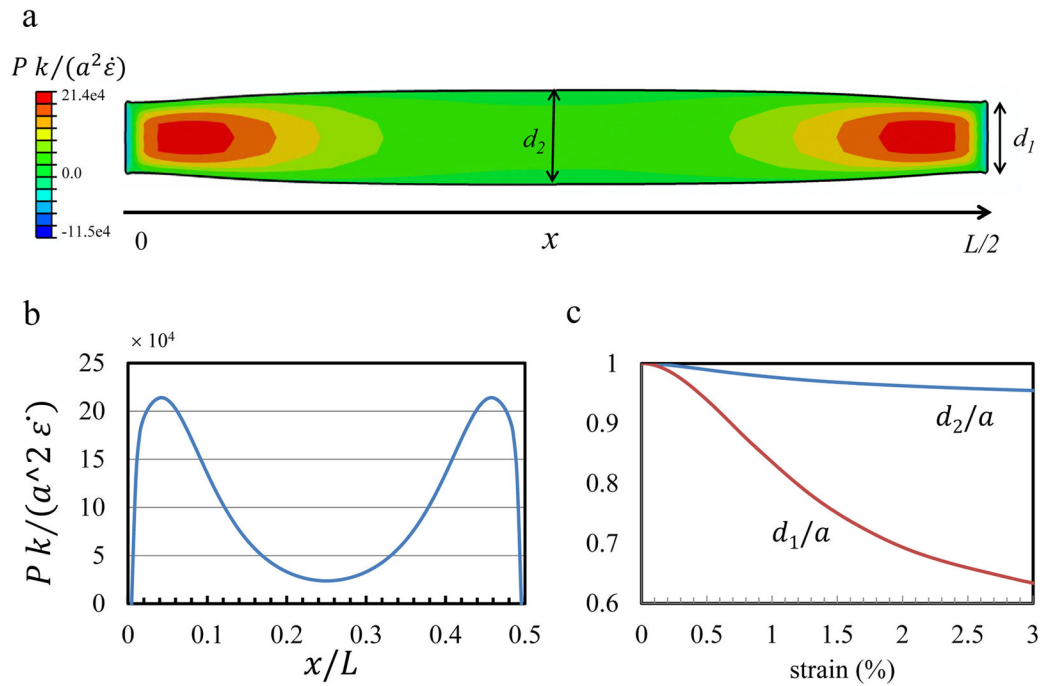 a
P k/(a²ε̇)
21.4e4
0.0
-11.5e4
d₂
d₁
0
x
L/2
b
c
× 10⁴
25
20
15
10
5
0
P k/(a^2 ε̇)
0
0.1
0.2
0.3
0.4
0.5
x/L
1
0.9
0.8
0.7
0.6
d₂/a
d₁/a
0
0.5
1
1.5
2
2.5
3
strain (%)